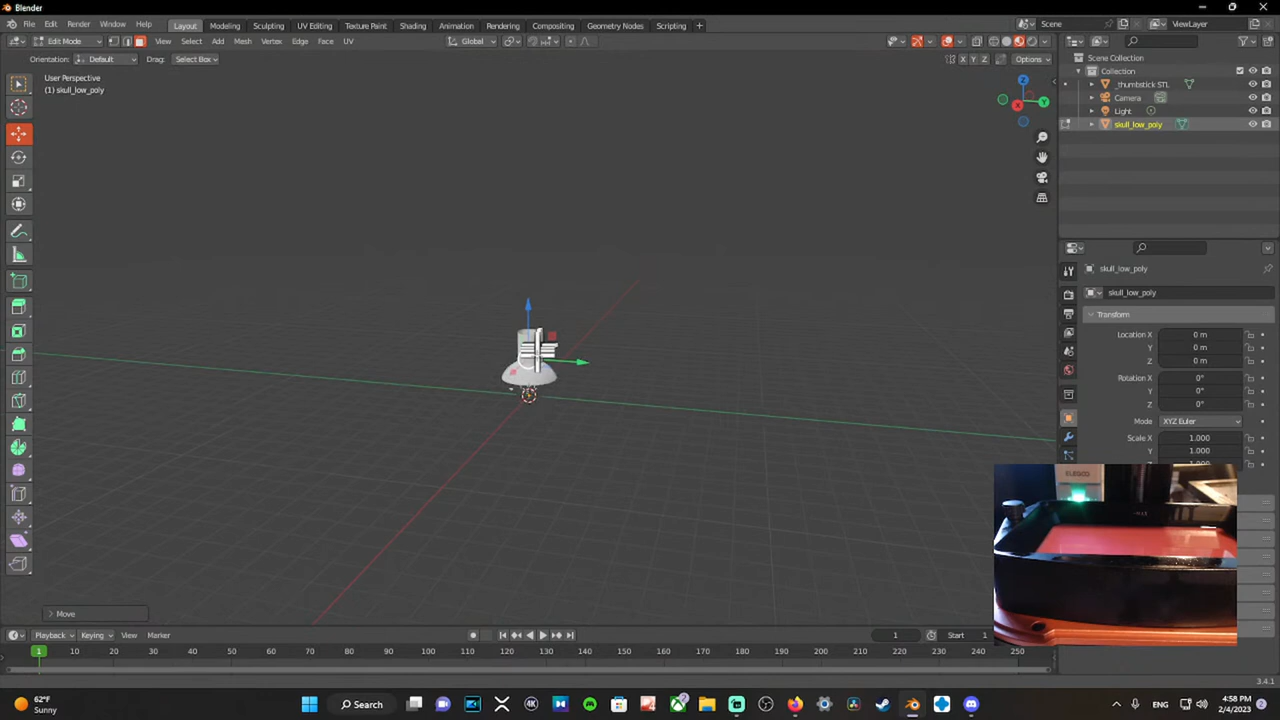 Blender
File Edit Render Window Help Layout Modeling Sculpting UV Editing Texture Paint Shading Animation Rendering Compositing Geometry Nodes Scripting + Scene ViewLayer
Edit Mode View Select Add Mesh Vertex Edge Face UV Global
Orientation: Default Drag: Select Box X Y Z Options
User Perspective
(1) skull_low_poly
Z
Y
X
Scene Collection
Collection
_thumbstick STL
Camera
Light
skull_low_poly
skull_low_poly
skull_low_poly
Transform
Location X 0 m
Y 0 m
Z 0 m
Rotation X 0°
Y 0°
Z 0°
Mode XYZ Euler
Scale X 1.000
Y 1.000
Move
Playback Keying View Marker 1 Start 1
1 10 20 30 40 50 60 70 80 90 100 110 120 130 140 150 160 170 180 190 200 210 220 230 240 250
3.4.1
62°F
Sunny
Search
ENG
4:58 PM
2/4/2023